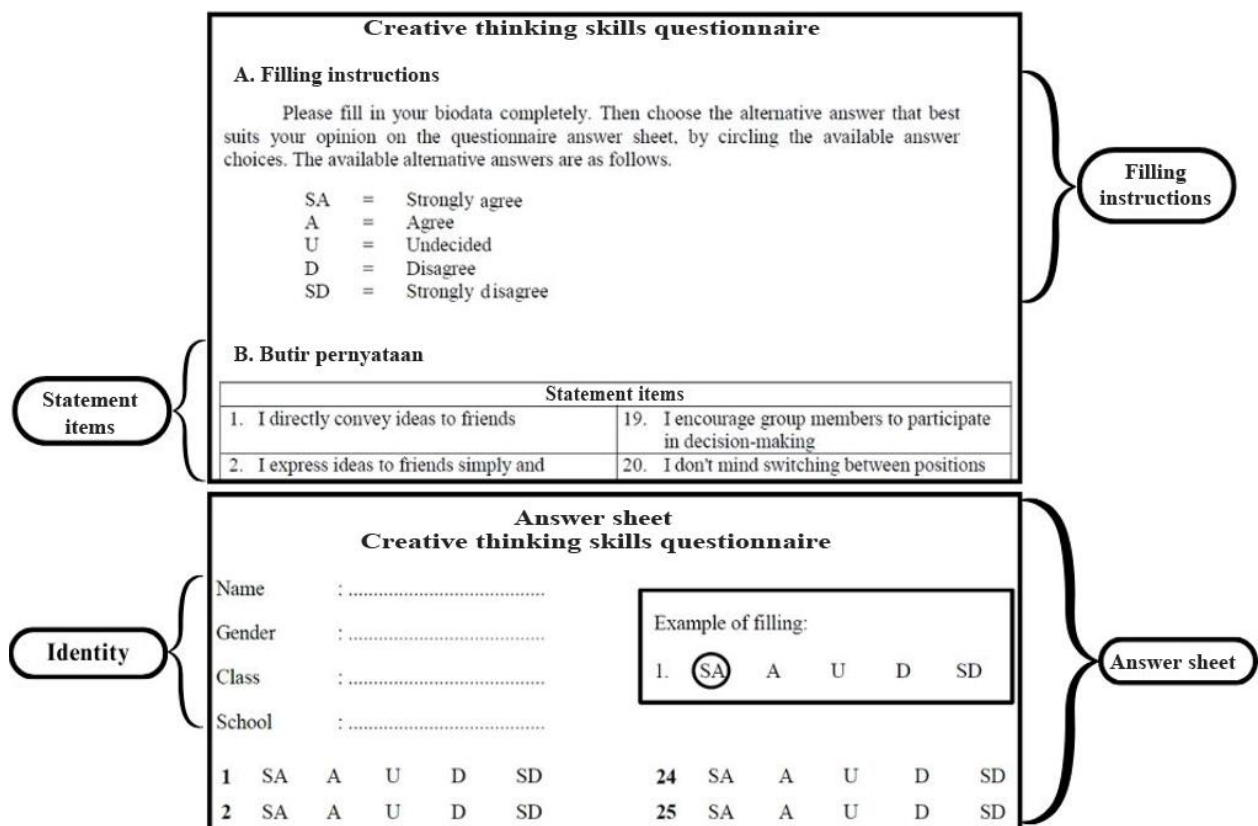 Creative thinking skills questionnaire
A. Filling instructions
Please fill in your biodata completely. Then choose the alternative answer that best
suits your opinion on the questionnaire answer sheet, by circling the available answer
choices. The available alternative answers are as follows.
SA = Strongly agree
A = Agree
U = Undecided
D = Disagree
SD = Strongly disagree
Filling
instructions
B. Butir pernyataan
Statement
items
Statement items
1. I directly convey ideas to friends
19. I encourage group members to participate
in decision-making
2. I express ideas to friends simply and
20. I don't mind switching between positions
Answer sheet
Creative thinking skills questionnaire
Identity
Name : ......................................
Gender : ......................................
Class : ......................................
School : ......................................
Example of filling:
1. SA A U D SD
Answer sheet
1 SA A U D SD
2 SA A U D SD
24 SA A U D SD
25 SA A U D SD